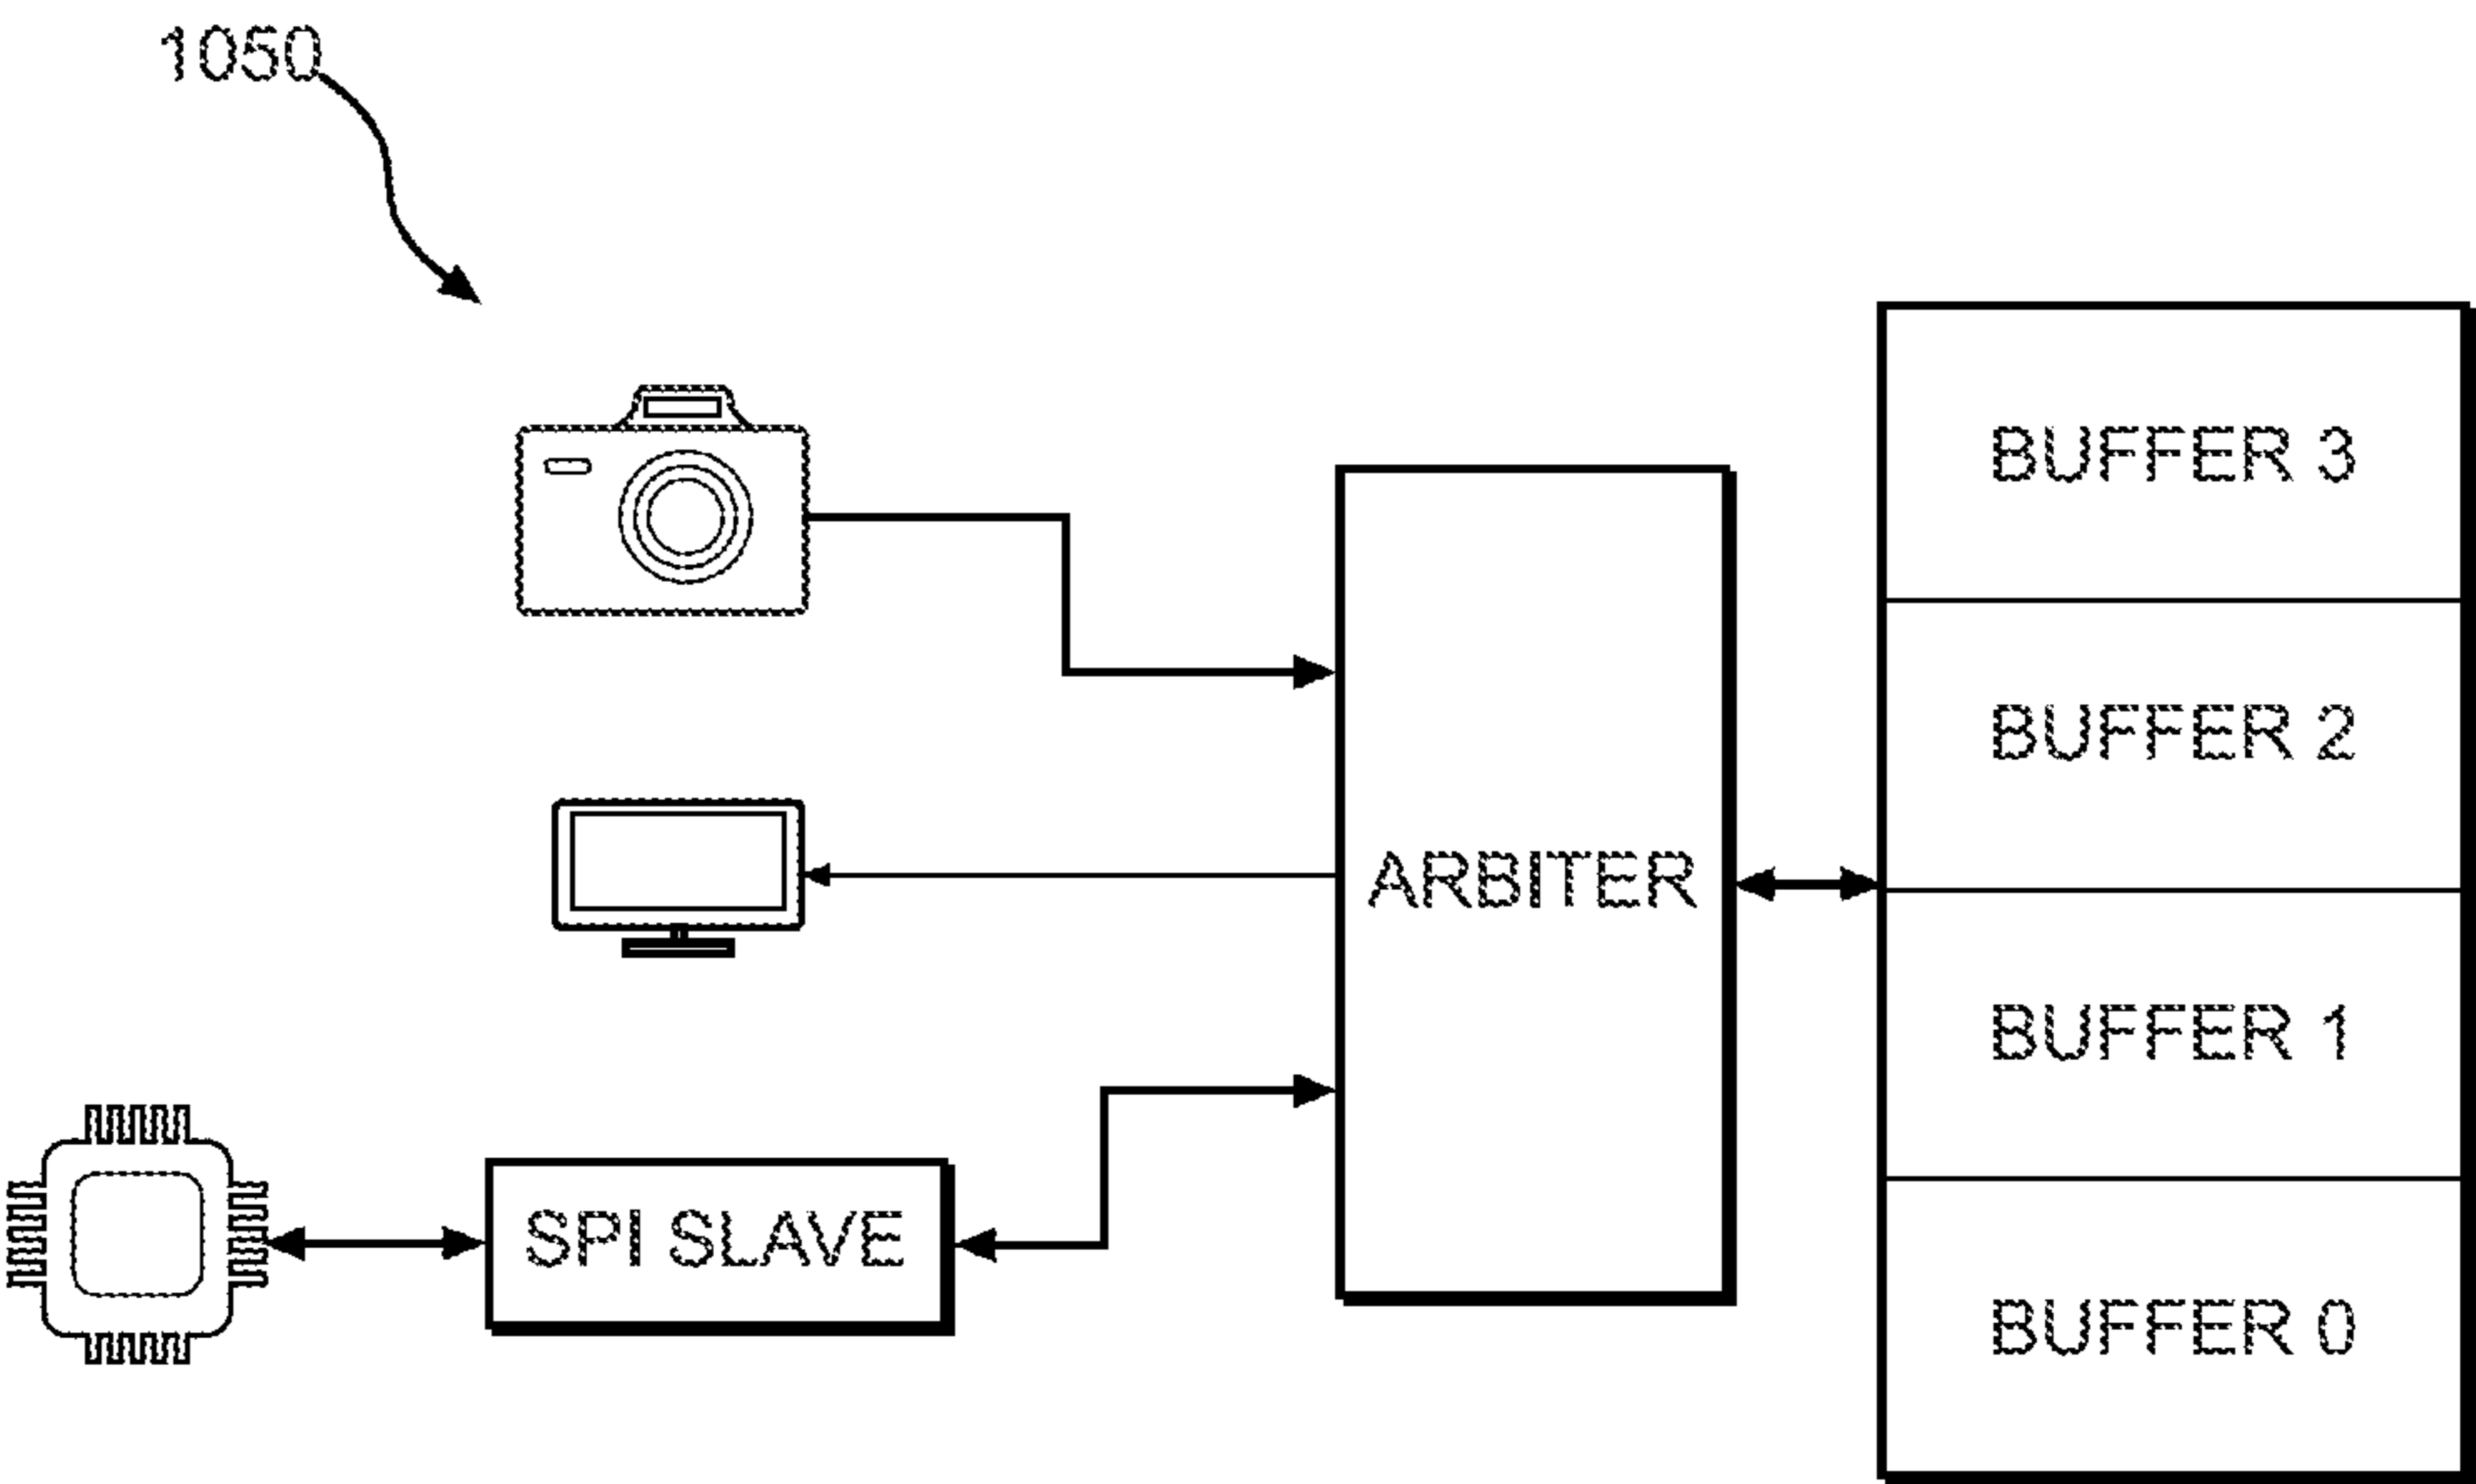 1050
BUFFER 3
BUFFER 2
ARBITER
BUFFER 1
SPI SLAVE
BUFFER 0